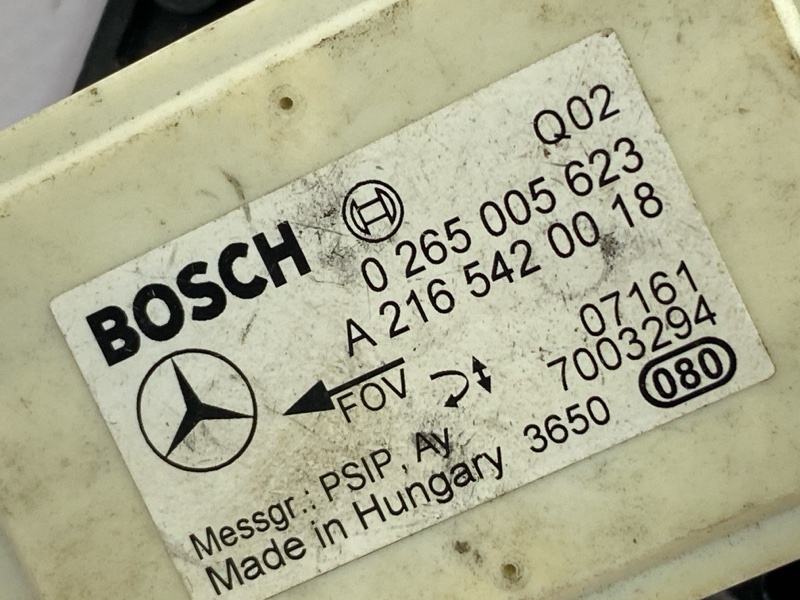 Q02
BOSCH
0 265 005 623
A 216 542 00 18
07161
FOV
7003294
080
Messgr.: PSIP, Ay
Made in Hungary 3650